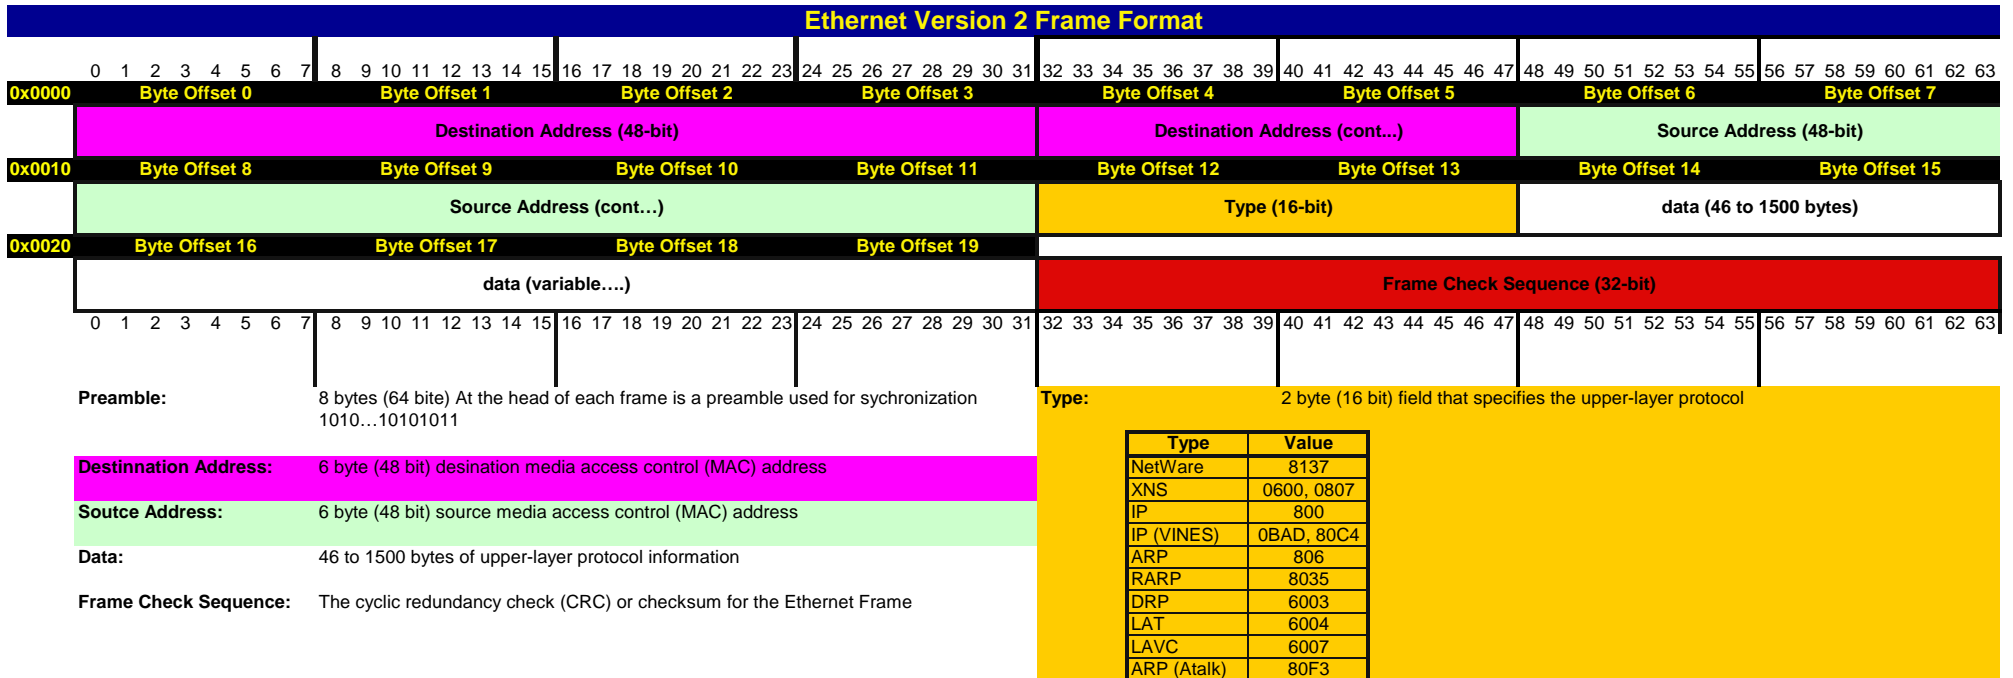 Ethernet Version 2 Frame Format
0 1 2 3 4 5 6 7 8 9 10 11 12 13 14 15 16 17 18 19 20 21 22 23 24 25 26 27 28 29 30 31 32 33 34 35 36 37 38 39 40 41 42 43 44 45 46 47 48 49 50 51 52 53 54 55 56 57 58 59 60 61 62 63
0x0000 Byte Offset 0 Byte Offset 1 Byte Offset 2 Byte Offset 3 Byte Offset 4 Byte Offset 5 Byte Offset 6 Byte Offset 7
Destination Address (48-bit) Destination Address (cont...) Source Address (48-bit)
0x0010 Byte Offset 8 Byte Offset 9 Byte Offset 10 Byte Offset 11 Byte Offset 12 Byte Offset 13 Byte Offset 14 Byte Offset 15
Source Address (cont…) Type (16-bit) data (46 to 1500 bytes)
0x0020 Byte Offset 16 Byte Offset 17 Byte Offset 18 Byte Offset 19
data (variable….) Frame Check Sequence (32-bit)
0 1 2 3 4 5 6 7 8 9 10 11 12 13 14 15 16 17 18 19 20 21 22 23 24 25 26 27 28 29 30 31 32 33 34 35 36 37 38 39 40 41 42 43 44 45 46 47 48 49 50 51 52 53 54 55 56 57 58 59 60 61 62 63
Preamble: 8 bytes (64 bite) At the head of each frame is a preamble used for sychronization
1010…10101011
Destinnation Address: 6 byte (48 bit) desination media access control (MAC) address
Soutce Address: 6 byte (48 bit) source media access control (MAC) address
Data: 46 to 1500 bytes of upper-layer protocol information
Frame Check Sequence: The cyclic redundancy check (CRC) or checksum for the Ethernet Frame
Type: 2 byte (16 bit) field that specifies the upper-layer protocol
Type Value
NetWare 8137
XNS 0600, 0807
IP 800
IP (VINES) 0BAD, 80C4
ARP 806
RARP 8035
DRP 6003
LAT 6004
LAVC 6007
ARP (Atalk) 80F3